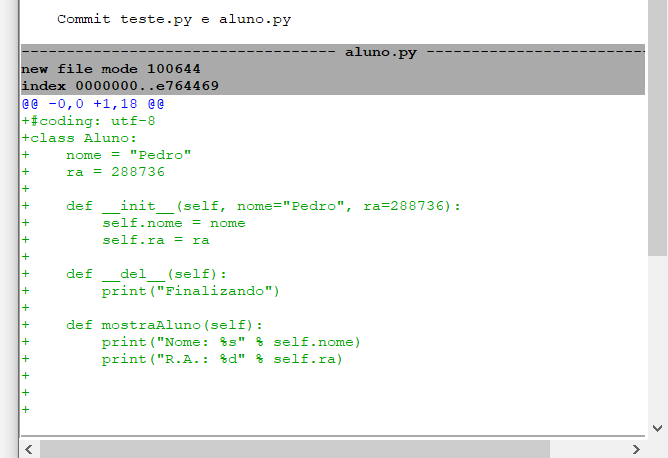 Commit teste.py e aluno.py
----------------------------------- aluno.py -------------------------
new file mode 100644
index 0000000..e764469
@@ -0,0 +1,18 @@
+#coding: utf-8
+class Aluno:
+    nome = "Pedro"
+    ra = 288736
+
+    def __init__(self, nome="Pedro", ra=288736):
+        self.nome = nome
+        self.ra = ra
+
+    def __del__(self):
+        print("Finalizando")
+
+    def mostraAluno(self):
+        print("Nome: %s" % self.nome)
+        print("R.A.: %d" % self.ra)
+
+
+